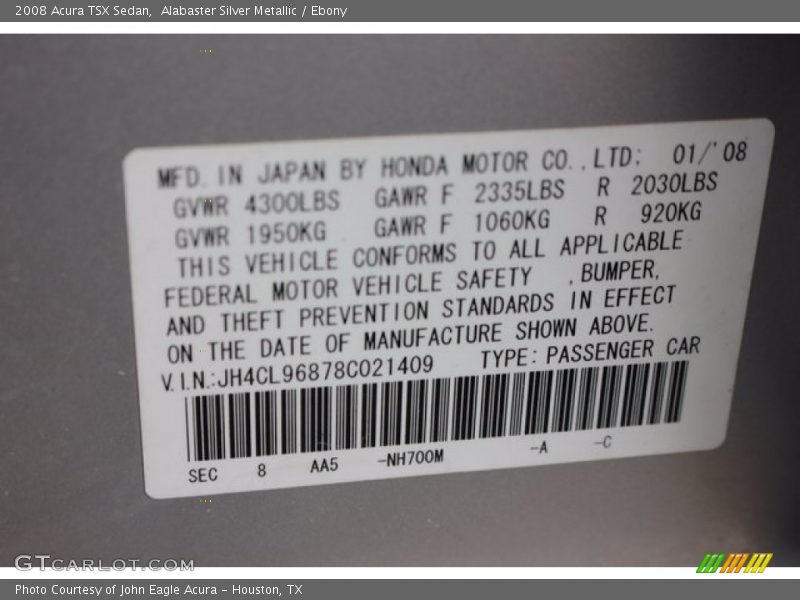 2008 Acura TSX Sedan,  Alabaster Silver Metallic / Ebony
MFD. IN JAPAN BY HONDA MOTOR CO.,LTD: 01/'08
GVWR 4300LBS GAWR F 2335LBS R 2030LBS
GVWR 1950KG GAWR F 1060KG R 920KG
THIS VEHICLE CONFORMS TO ALL APPLICABLE
FEDERAL MOTOR VEHICLE SAFETY ,BUMPER,
AND THEFT PREVENTION STANDARDS IN EFFECT
ON THE DATE OF MANUFACTURE SHOWN ABOVE.
V.I.N.:JH4CL96878C021409 TYPE: PASSENGER CAR
SEC 8 AA5 -NH700M -A -C
GTCARLOT.COM
Photo Courtesy of John Eagle Acura - Houston, TX